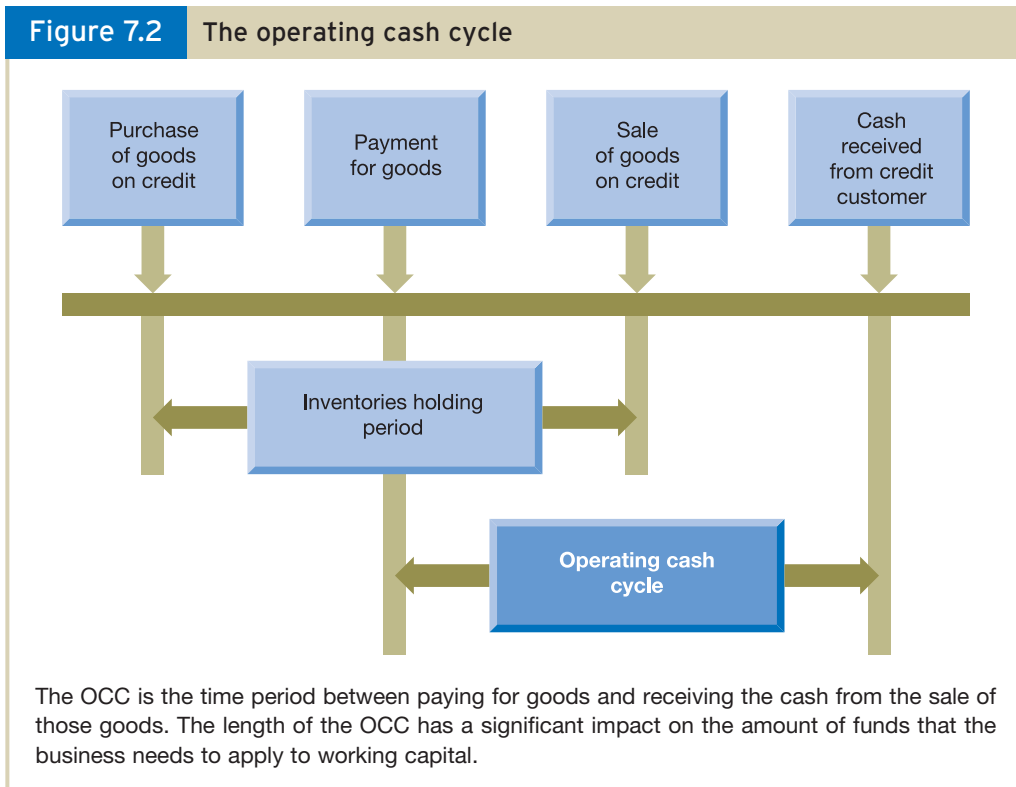 Figure 7.2
The operating cash cycle
Purchase
of goods
on credit
Payment
for goods
Sale
of goods
on credit
Cash
received
from credit
customer
Inventories holding
period
Operating cash
cycle
The OCC is the time period between paying for goods and receiving the cash from the sale of
those goods. The length of the OCC has a significant impact on the amount of funds that the
business needs to apply to working capital.